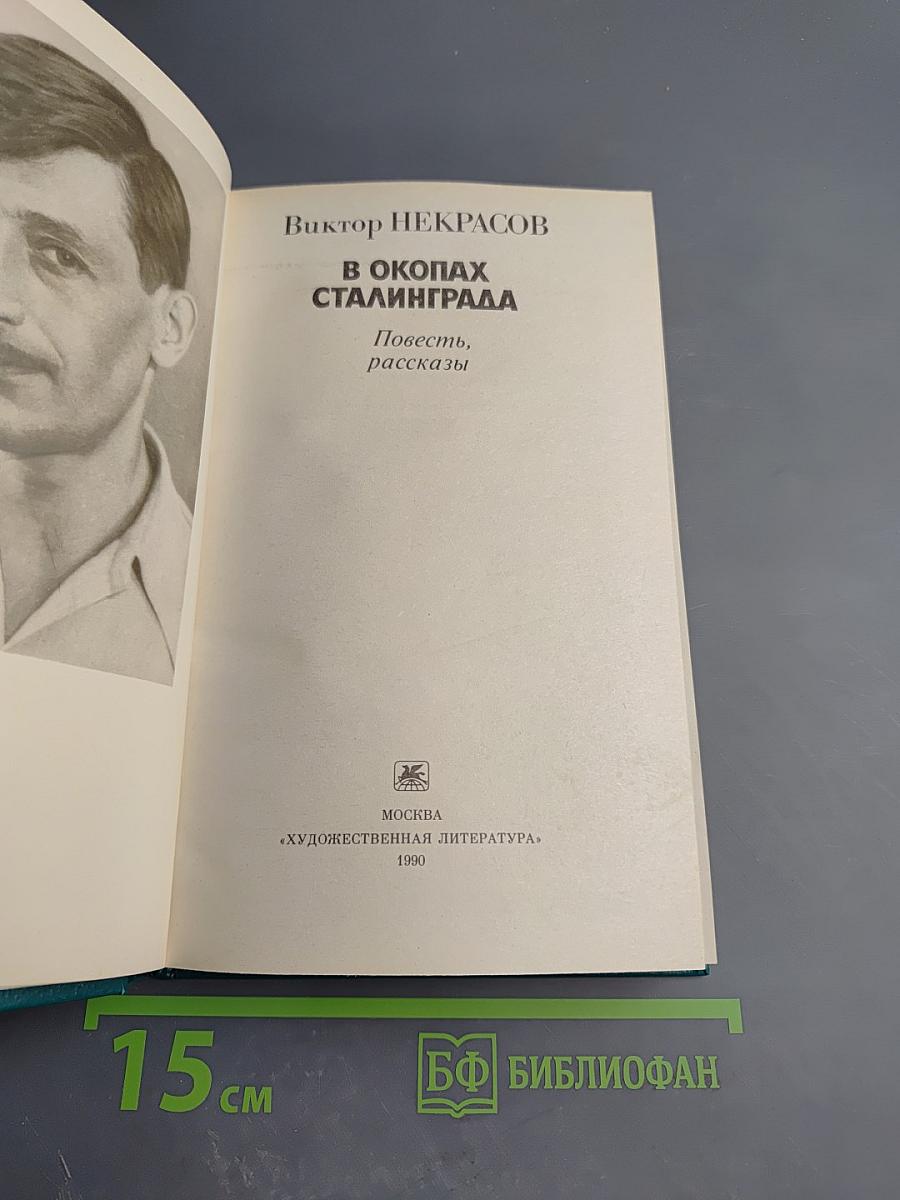 Виктор НЕКРАСОВ
В ОКОПАХ
СТАЛИНГРАДА
Повесть,
рассказы
МОСКВА
«ХУДОЖЕСТВЕННАЯ ЛИТЕРАТУРА»
1990
15 см
БФ БИБЛИОФАН